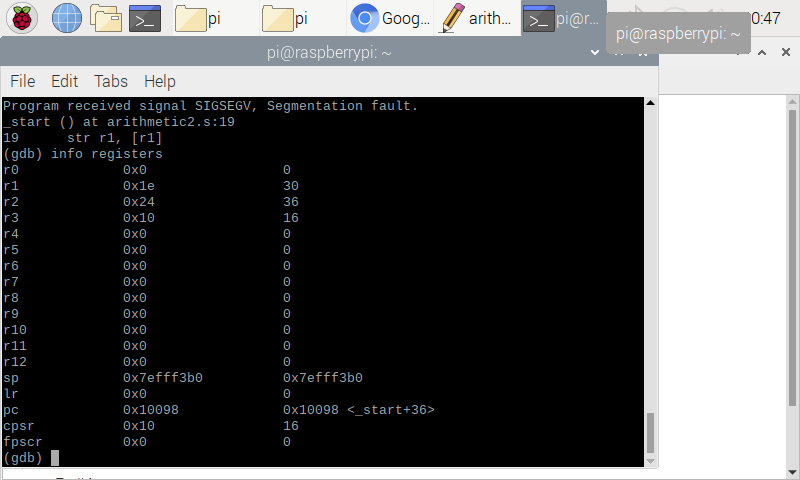 pi
pi
Goog...
arith...
pi@r...
0:47
pi@raspberrypi: ~
pi@raspberrypi: ~
File Edit Tabs Help
Program received signal SIGSEGV, Segmentation fault.
_start () at arithmetic2.s:19
19 str r1, [r1]
(gdb) info registers
r0 0x0 0
r1 0x1e 30
r2 0x24 36
r3 0x10 16
r4 0x0 0
r5 0x0 0
r6 0x0 0
r7 0x0 0
r8 0x0 0
r9 0x0 0
r10 0x0 0
r11 0x0 0
r12 0x0 0
sp 0x7efff3b0 0x7efff3b0
lr 0x0 0
pc 0x10098 0x10098 <_start+36>
cpsr 0x10 16
fpscr 0x0 0
(gdb)